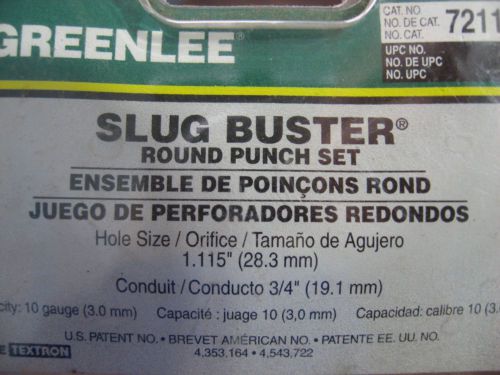 GREENLEE®
CAT. NO
NO. DE CAT.
NO. CAT.
7211
UPC NO.
NO. DE UPC
NO. UPC
SLUG BUSTER®
ROUND PUNCH SET
ENSEMBLE DE POINÇONS ROND
JUEGO DE PERFORADORES REDONDOS
Hole Size / Orifice / Tamaño de Agujero
1.115" (28.3 mm)
Conduit / Conducto 3/4" (19.1 mm)
city: 10 gauge (3.0 mm) Capacité : juage 10 (3,0 mm) Capacidad: calibre 10 (3.
U.S. PATENT NO. • BREVET AMÉRICAN NO. • PATENTE EE. UU. NO.
4,353,164 • 4,543,722
E TEXTRON